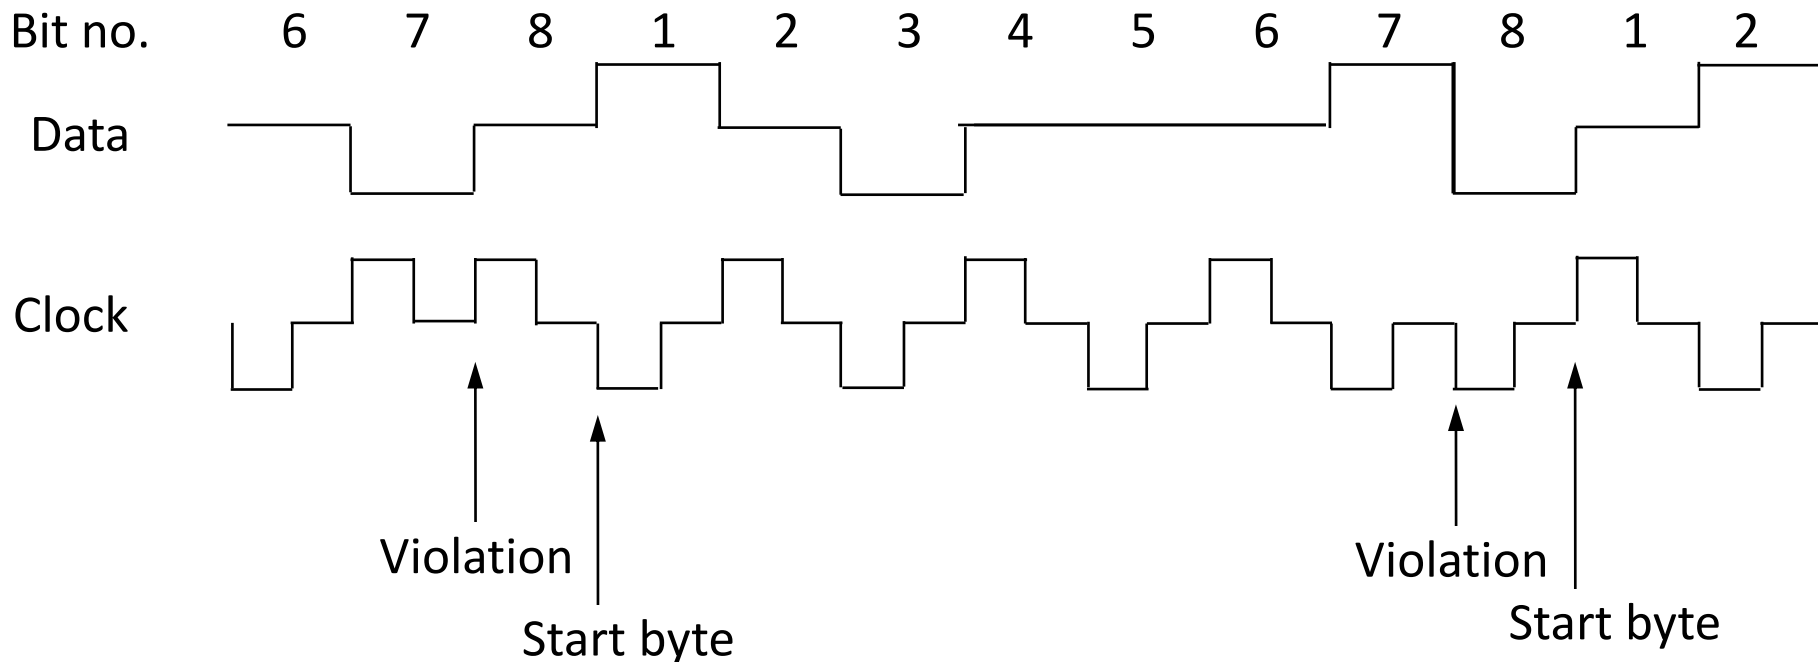 Bit no. 6 7 8 1 2 3 4 5 6 7 8 1 2
Data
Clock
Violation
Start byte
Violation
Start byte